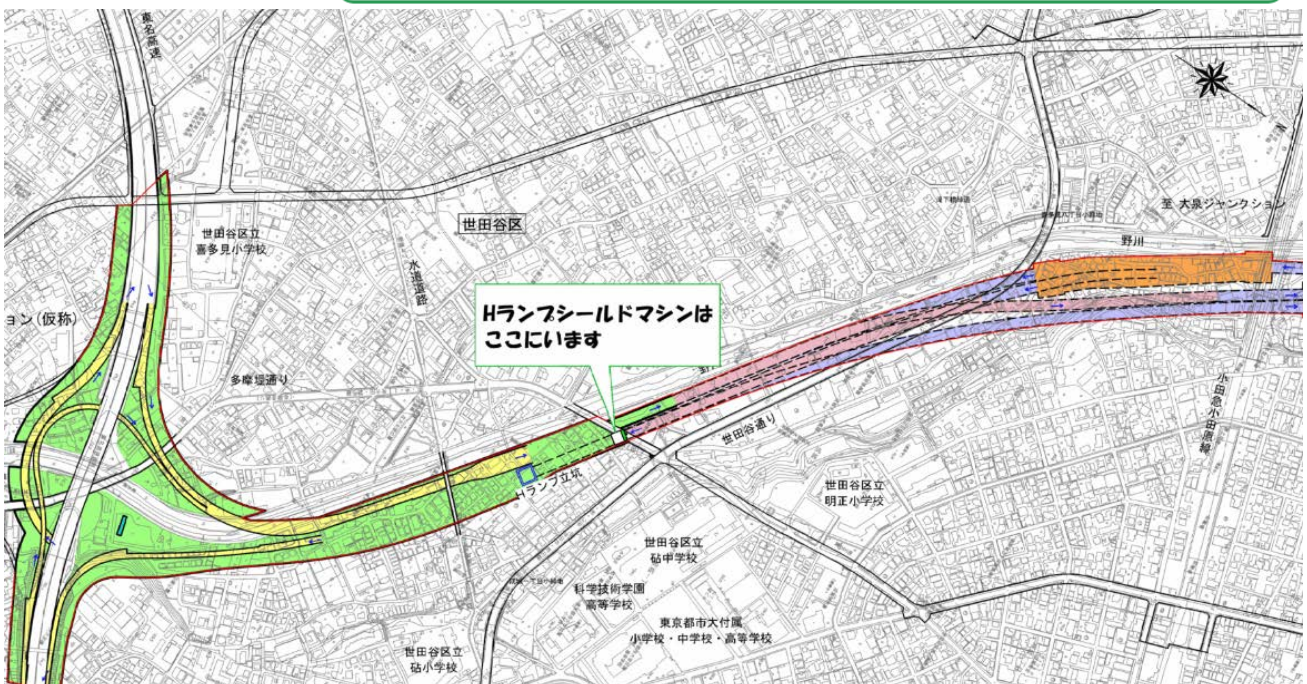 東名高速
至 大泉ジャンクション
世田谷区
野川
世田谷区立
喜多見小学校
水道道路
Hランプシールドマシンは
ここにいます
ョン(仮称)
多摩堤通り
世田谷通り
小田急小田原線
Hランプ立坑
世田谷区立
明正小学校
世田谷区立
砧中学校
科学技術学園
高等学校
東京都市大付属
小学校・中学校・高等学校
世田谷区立
砧小学校